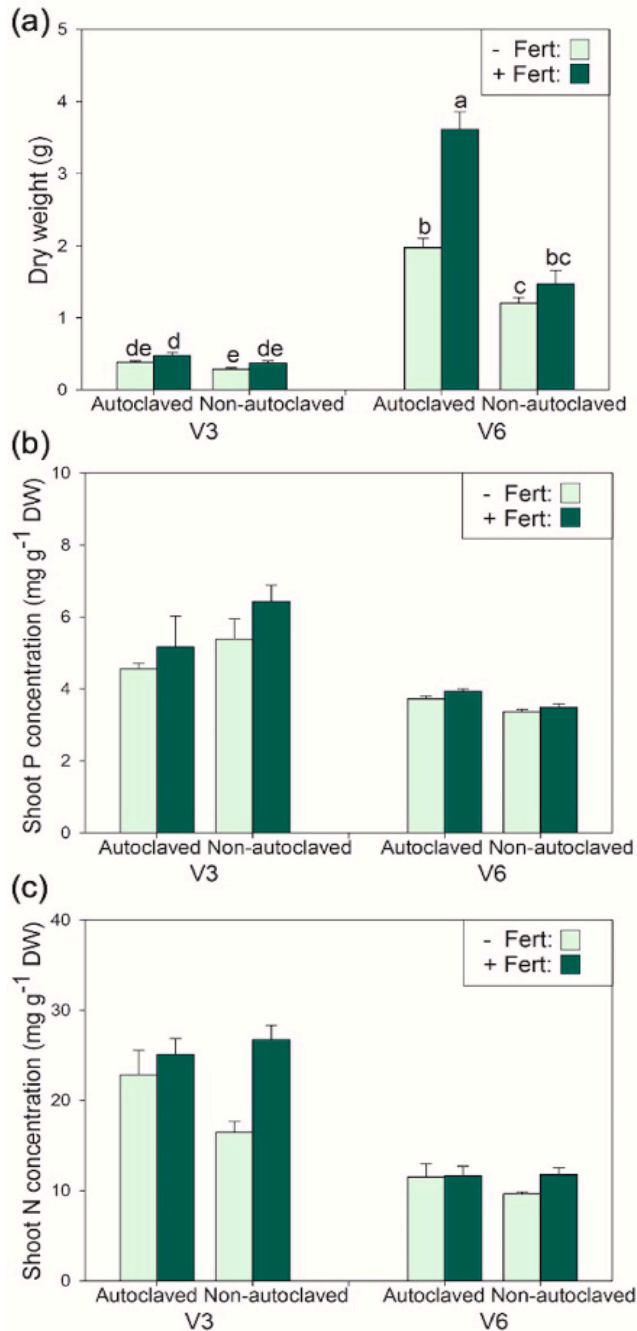 (a)
- Fert:
+ Fert:
Dry weight (g)
5
4
3
2
1
0
de d e de b a c bc
Autoclaved Non-autoclaved Autoclaved Non-autoclaved
V3 V6
(b)
- Fert:
+ Fert:
Shoot P concentration (mg g⁻¹ DW)
10
8
6
4
2
0
Autoclaved Non-autoclaved Autoclaved Non-autoclaved
V3 V6
(c)
- Fert:
+ Fert:
Shoot N concentration (mg g⁻¹ DW)
40
30
20
10
0
Autoclaved Non-autoclaved Autoclaved Non-autoclaved
V3 V6